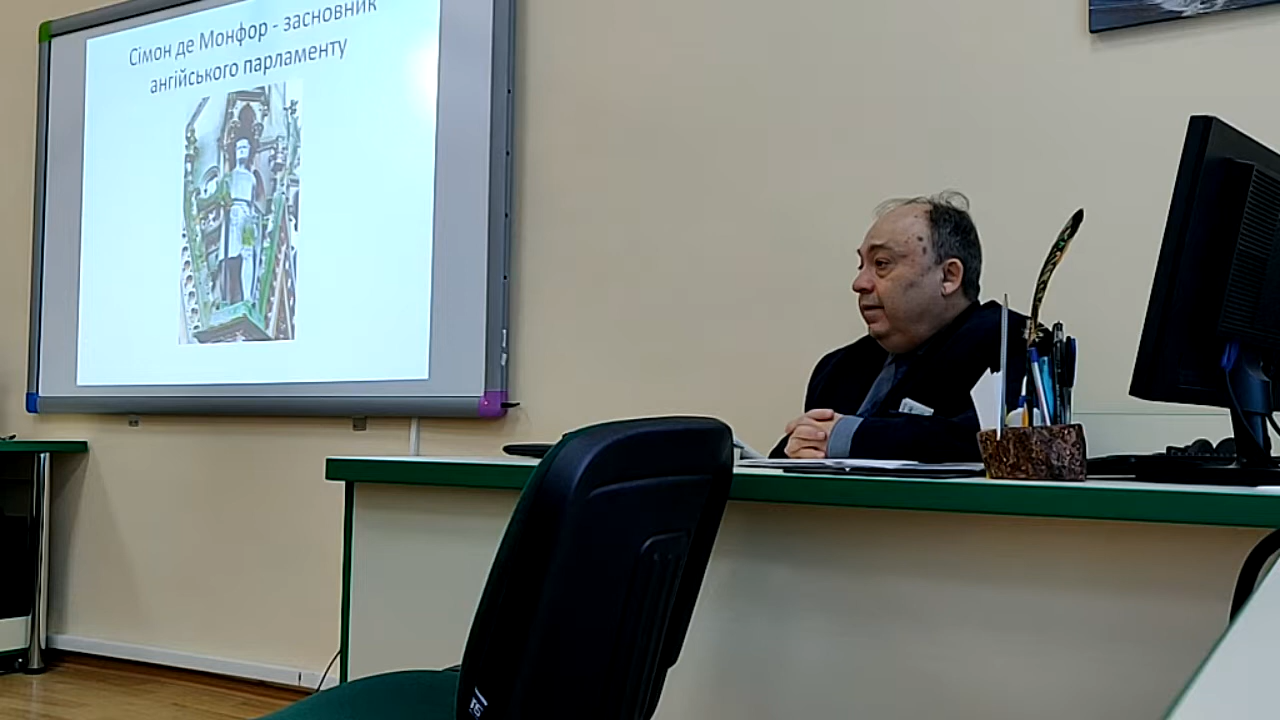 Сімон де Монфор - засновник
ангійського парламенту